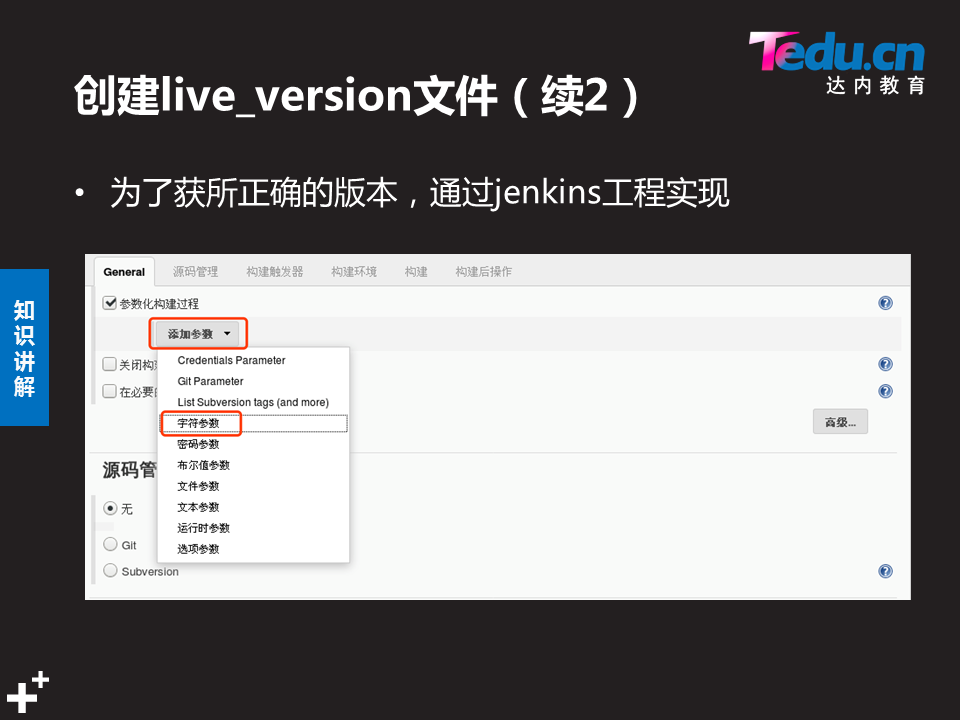 Tedu.cn
达内教育
创建live_version文件（续2）
• 为了获所正确的版本，通过jenkins工程实现
知识讲解
General 源码管理 构建触发器 构建环境 构建 构建后操作
参数化构建过程
添加参数
Credentials Parameter
关闭构
Git Parameter
在必要
List Subversion tags (and more)
字符参数
高级...
密码参数
布尔值参数
源码管
文件参数
文本参数
无
运行时参数
Git
选项参数
Subversion